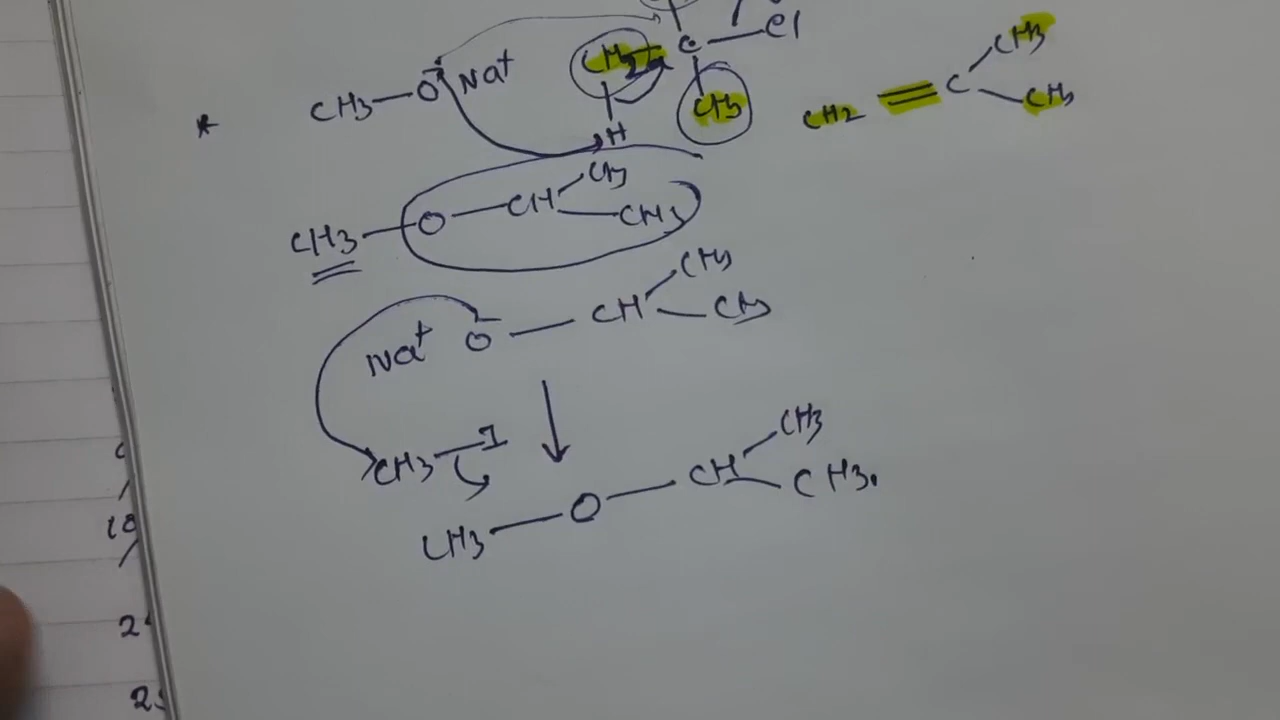 C — Cl
CH3
CH3 — O⁻ Na⁺ CH2
CH2 = C CH3
* H
CH3
CH3 — O — CH CH3
CH3
Na⁺ O⁻ — CH CH3
CH3
CH3 — I
CH3
CH3 — O — CH CH3.